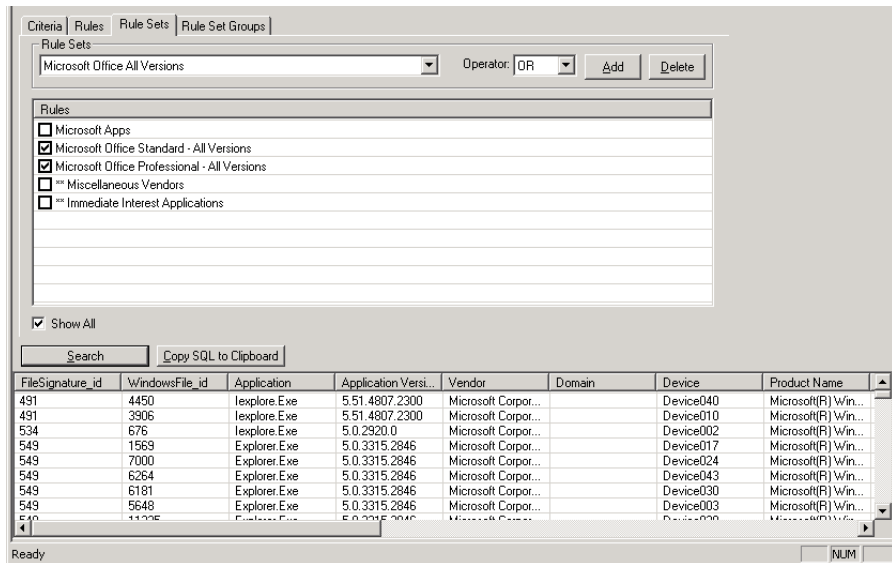 Criteria Rules Rule Sets Rule Set Groups
Rule Sets
Microsoft Office All Versions Operator: OR Add Delete
Rules
Microsoft Apps
Microsoft Office Standard - All Versions
Microsoft Office Professional - All Versions
** Miscellaneous Vendors
** Immediate Interest Applications
Show All
Search Copy SQL to Clipboard
FileSignature_id WindowsFile_id Application Application Versi... Vendor Domain Device Product Name
491 4450 Iexplore.Exe 5.51.4807.2300 Microsoft Corpor... Device040 Microsoft(R) Win...
491 3906 Iexplore.Exe 5.51.4807.2300 Microsoft Corpor... Device010 Microsoft(R) Win...
534 676 Iexplore.Exe 5.0.2920.0 Microsoft Corpor... Device002 Microsoft(R) Win...
549 1569 Explorer.Exe 5.0.3315.2846 Microsoft Corpor... Device017 Microsoft(R) Win...
549 7000 Explorer.Exe 5.0.3315.2846 Microsoft Corpor... Device024 Microsoft(R) Win...
549 6264 Explorer.Exe 5.0.3315.2846 Microsoft Corpor... Device043 Microsoft(R) Win...
549 6181 Explorer.Exe 5.0.3315.2846 Microsoft Corpor... Device030 Microsoft(R) Win...
549 5648 Explorer.Exe 5.0.3315.2846 Microsoft Corpor... Device003 Microsoft(R) Win...
Ready NUM